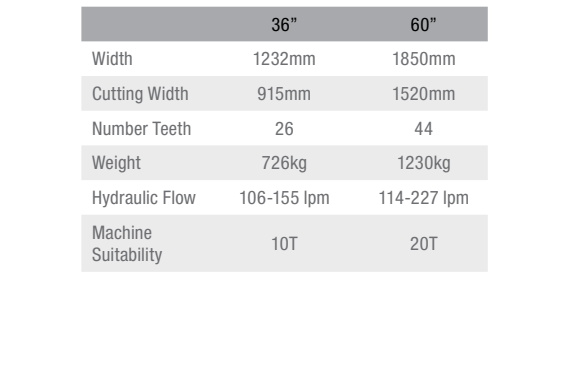 36” 60”
Width 1232mm 1850mm
Cutting Width 915mm 1520mm
Number Teeth 26 44
Weight 726kg 1230kg
Hydraulic Flow 106-155 lpm 114-227 lpm
Machine
Suitability 10T 20T